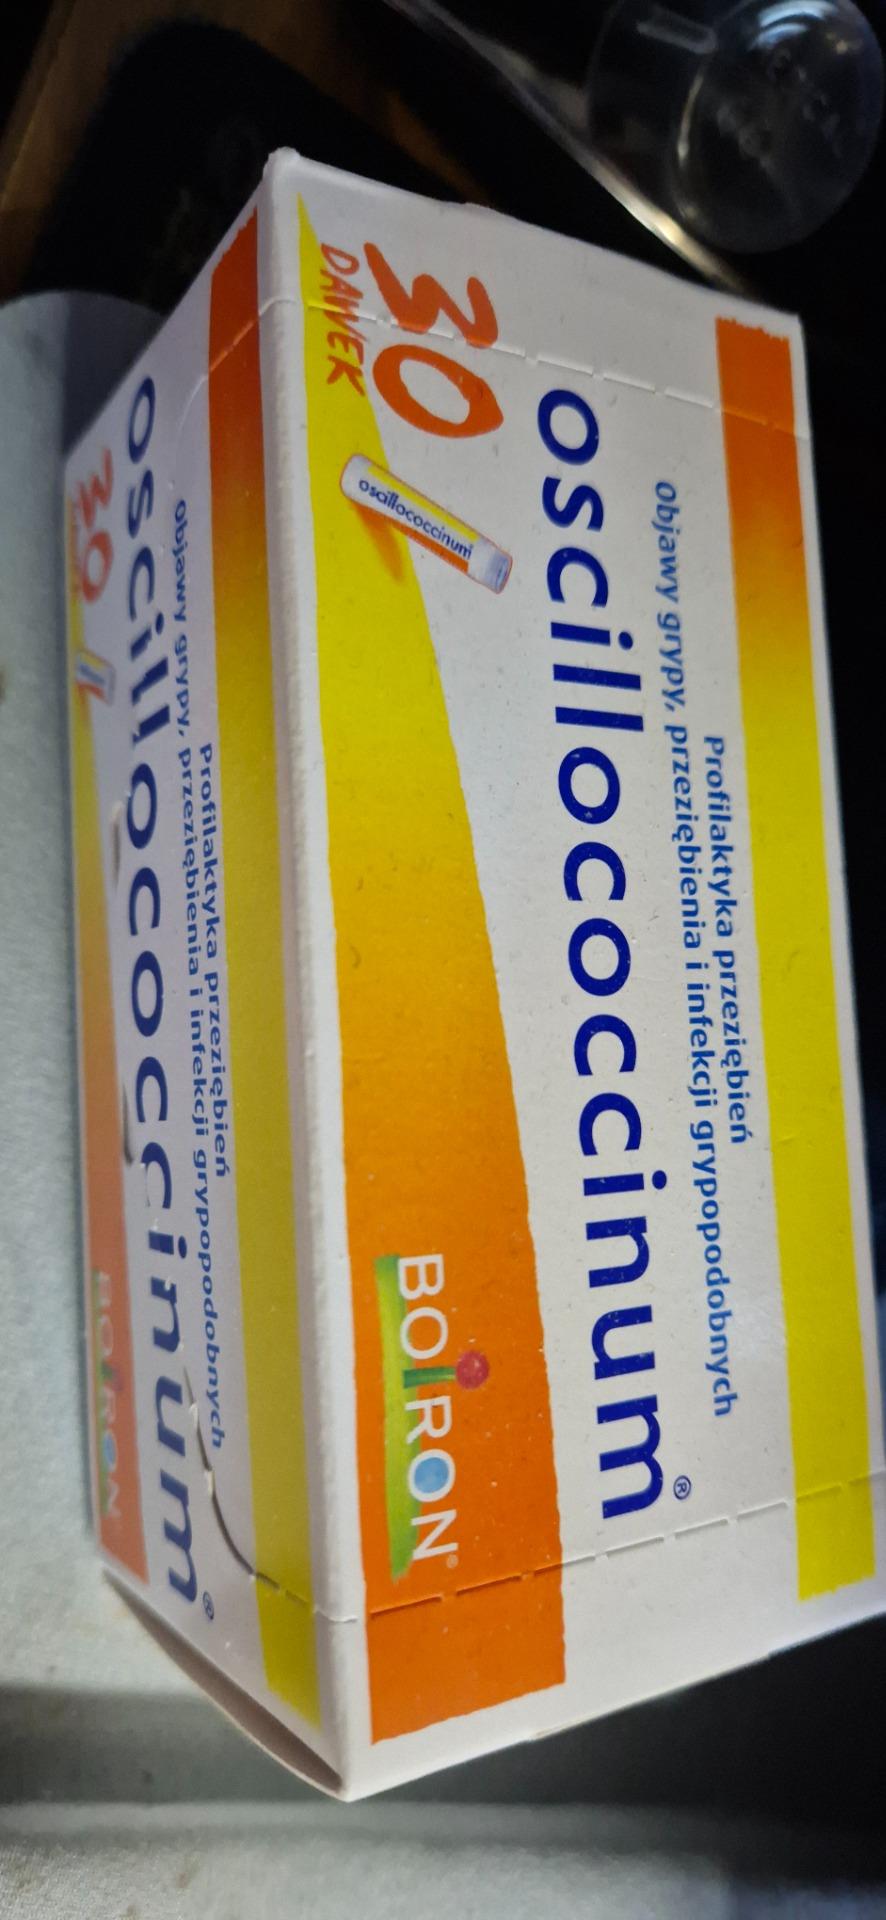 30
DAWEK
oscillococcinum
oscillococcinum®
objawy grypy, przeziębienia i infekcji grypopodobnych
Profilaktyka przeziębień
BOIRON®
30
oscillococcinum®
objawy grypy, przeziębienia i infekcji grypopodobnych
Profilaktyka przeziębień
BOIRON